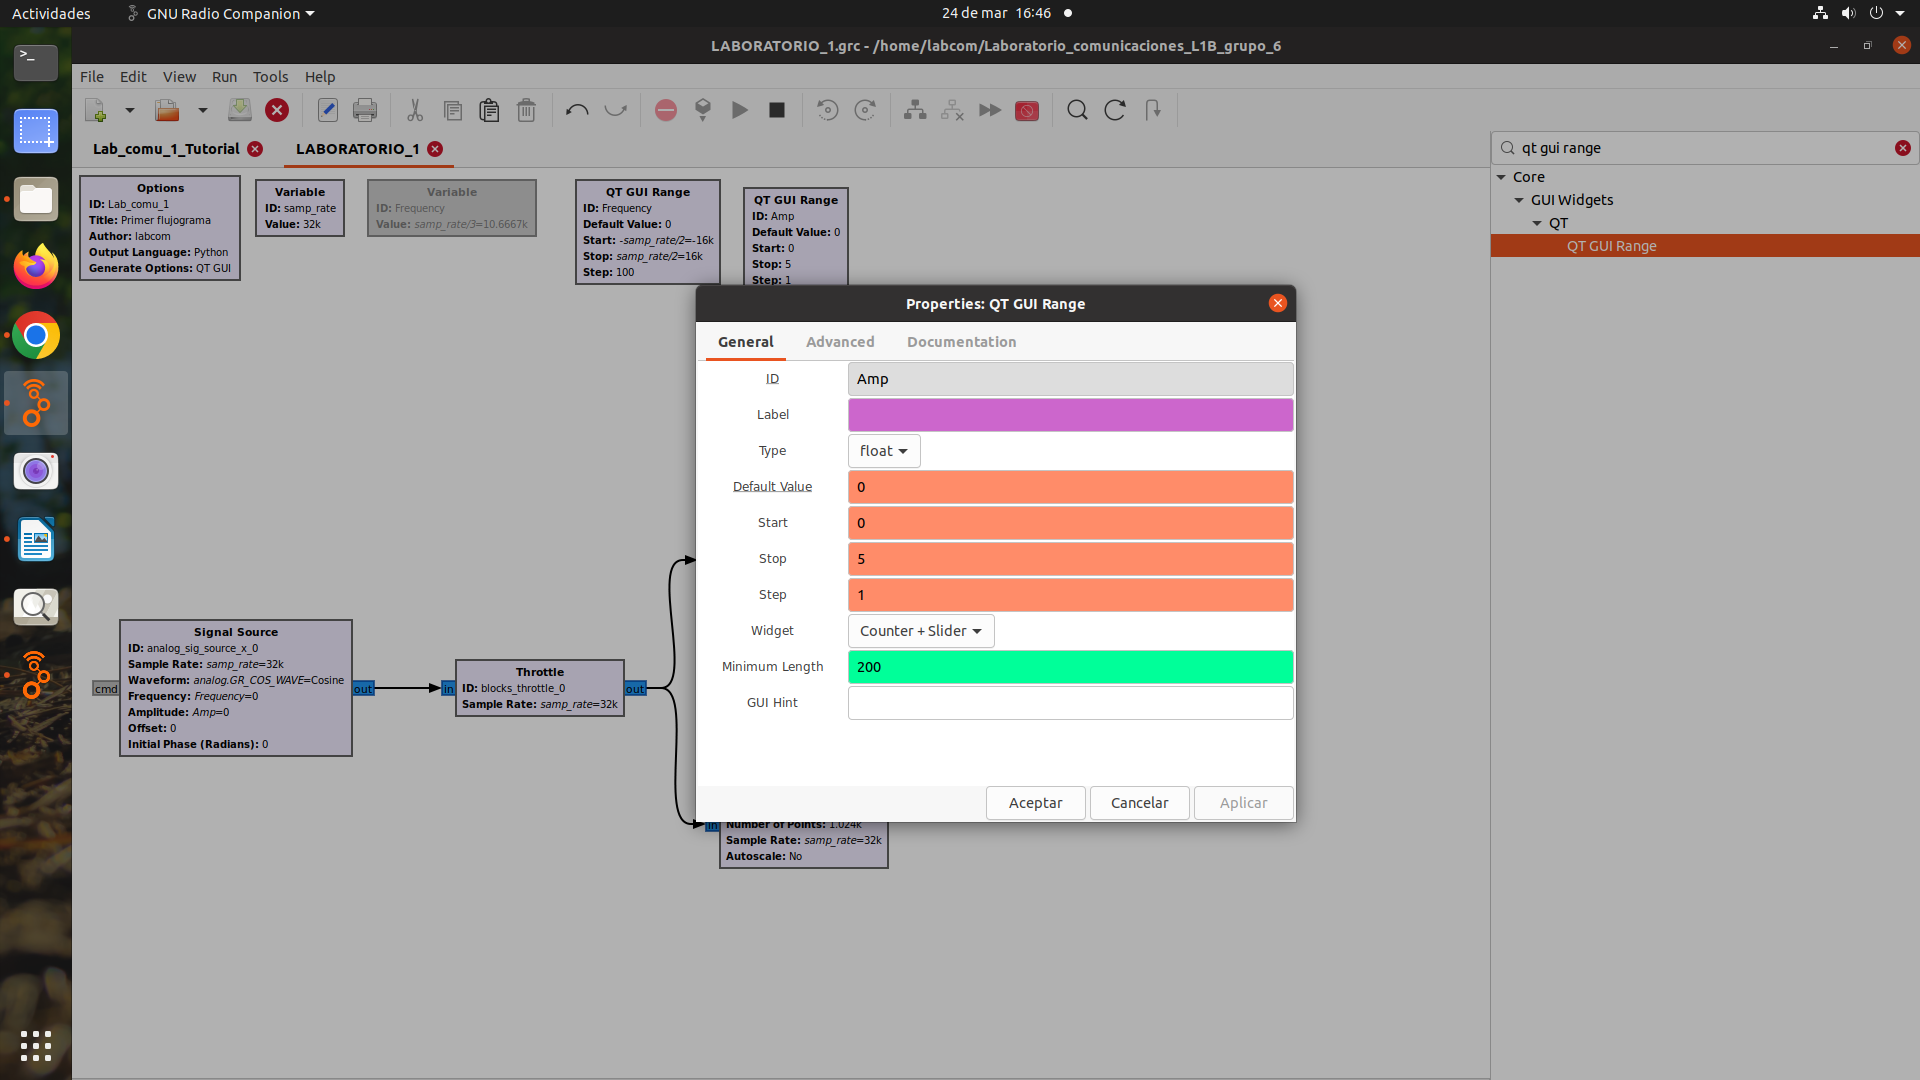 Actividades
GNU Radio Companion
24 de mar 16:46
LABORATORIO_1.grc - /home/labcom/Laboratorio_comunicaciones_L1B_grupo_6
File Edit View Run Tools Help
Lab_comu_1_Tutorial
LABORATORIO_1
qt gui range
Core
GUI Widgets
QT
QT GUI Range
Options
ID: Lab_comu_1
Title: Primer flujograma
Author: labcom
Output Language: Python
Generate Options: QT GUI
Variable
ID: samp_rate
Value: 32k
Variable
ID: Frequency
Value: samp_rate/3=10.6667k
QT GUI Range
ID: Frequency
Default Value: 0
Start: -samp_rate/2=-16k
Stop: samp_rate/2=16k
Step: 100
QT GUI Range
ID: Amp
Default Value: 0
Start: 0
Stop: 5
Step: 1
Properties: QT GUI Range
General Advanced Documentation
ID Amp
Label
Type float
Default Value 0
Start 0
Stop 5
Step 1
Widget Counter + Slider
Minimum Length 200
GUI Hint
Aceptar Cancelar Aplicar
Signal Source
ID: analog_sig_source_x_0
Sample Rate: samp_rate=32k
Waveform: analog.GR_COS_WAVE=Cosine
Frequency: Frequency=0
Amplitude: Amp=0
Offset: 0
Initial Phase (Radians): 0
cmd
out
Throttle
ID: blocks_throttle_0
Sample Rate: samp_rate=32k
in
out
in
Number of Points: 1.024k
Sample Rate: samp_rate=32k
Autoscale: No